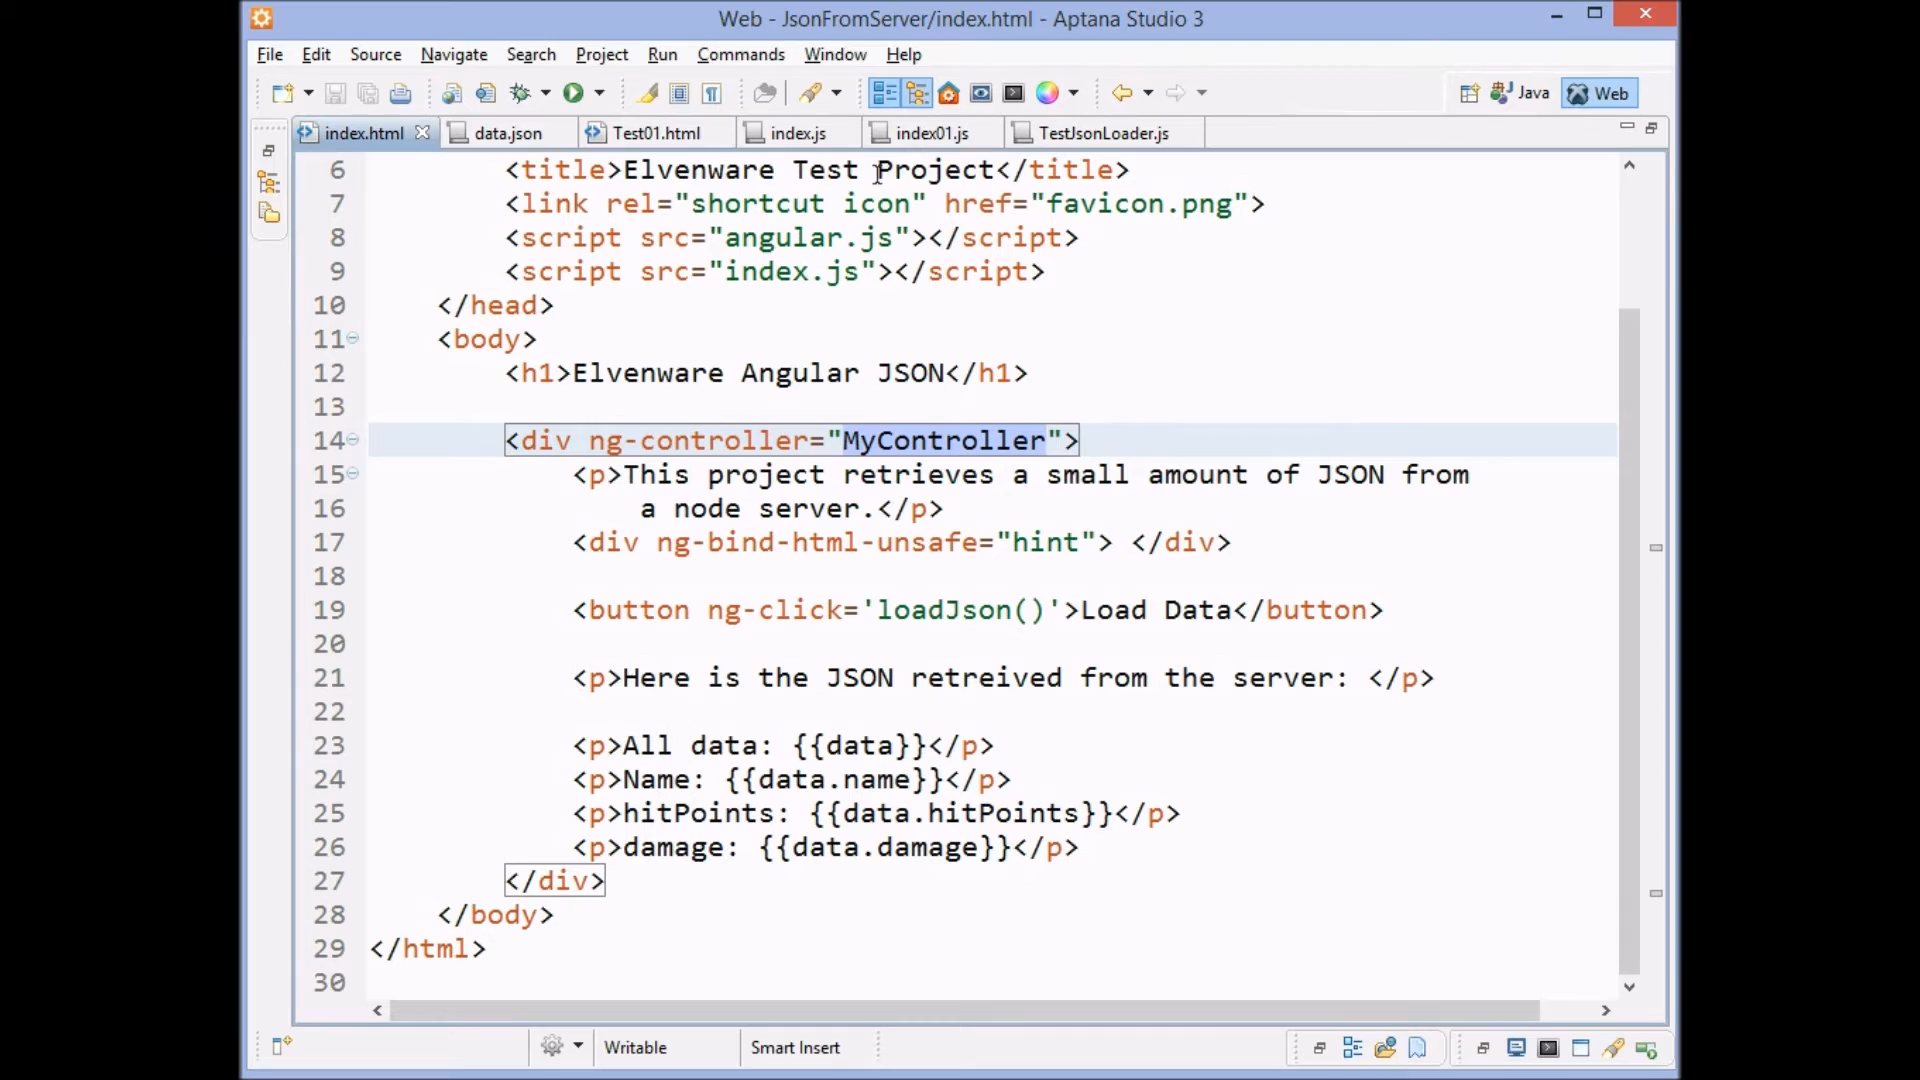 Web - JsonFromServer/index.html - Aptana Studio 3
File Edit Source Search Project Navigate Run Commands Window Help
Java Web
index.html data.json Test01.html index.js index01.js TestJsonLoader.js
6 <title>Elvenware Test Project</title>
7 <link rel="shortcut icon" href="favicon.png">
8 <script src="angular.js"></script>
9 <script src="index.js"></script>
10 </head>
11 <body>
12 <h1>Elvenware Angular JSON</h1>
13
14 <div ng-controller="MyController">
15 <p>This project retrieves a small amount of JSON from
16 a node server.</p>
17 <div ng-bind-html-unsafe="hint"> </div>
18
19 <button ng-click='loadJson()'>Load Data</button>
20
21 <p>Here is the JSON retreived from the server: </p>
22
23 <p>All data: {{data}}</p>
24 <p>Name: {{data.name}}</p>
25 <p>hitPoints: {{data.hitPoints}}</p>
26 <p>damage: {{data.damage}}</p>
27 </div>
28 </body>
29 </html>
30
Writable Smart Insert